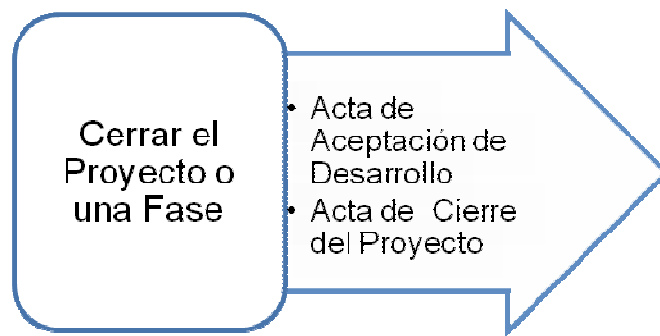 Cerrar el
Proyecto o
una Fase
• Acta de
Aceptación de
Desarrollo
• Acta de Cierre
del Proyecto